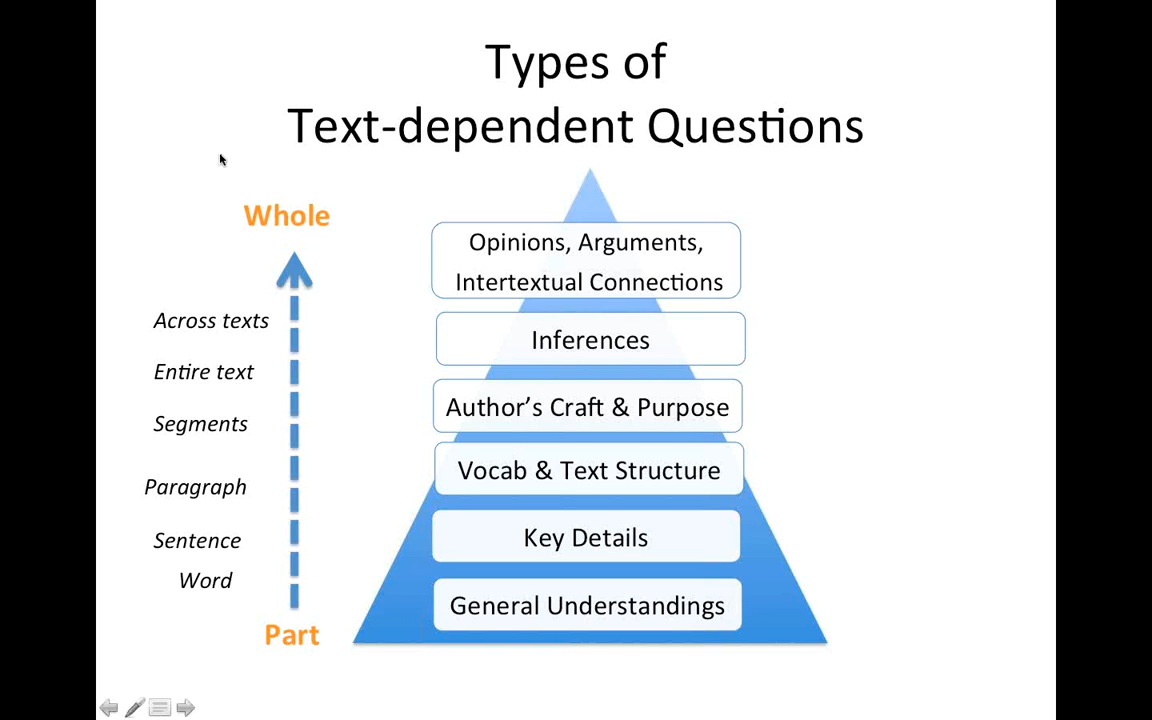 Types of
Text-dependent Questions
Whole
Across texts
Entire text
Segments
Paragraph
Sentence
Word
Part
Opinions, Arguments,
Intertextual Connections
Inferences
Author’s Craft & Purpose
Vocab & Text Structure
Key Details
General Understandings